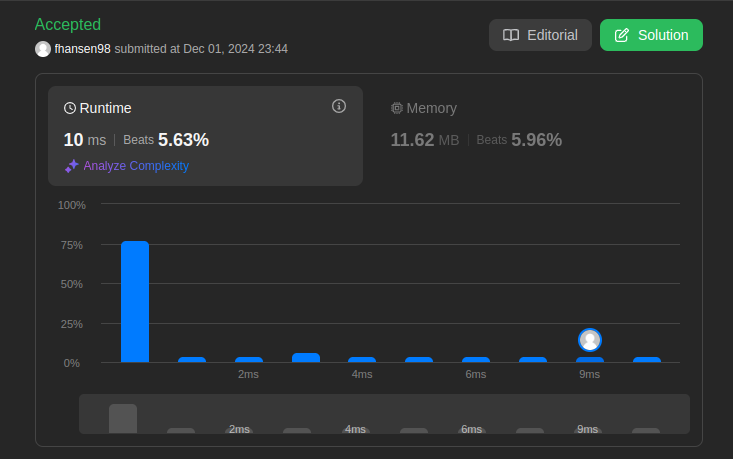 Accepted
fhansen98 submitted at Dec 01, 2024 23:44
Editorial
Solution
Runtime
10 ms | Beats 5.63%
Analyze Complexity
Memory
11.62 MB | Beats 5.96%
100%
75%
50%
25%
0%
2ms 4ms 6ms 9ms
2ms 4ms 6ms 9ms